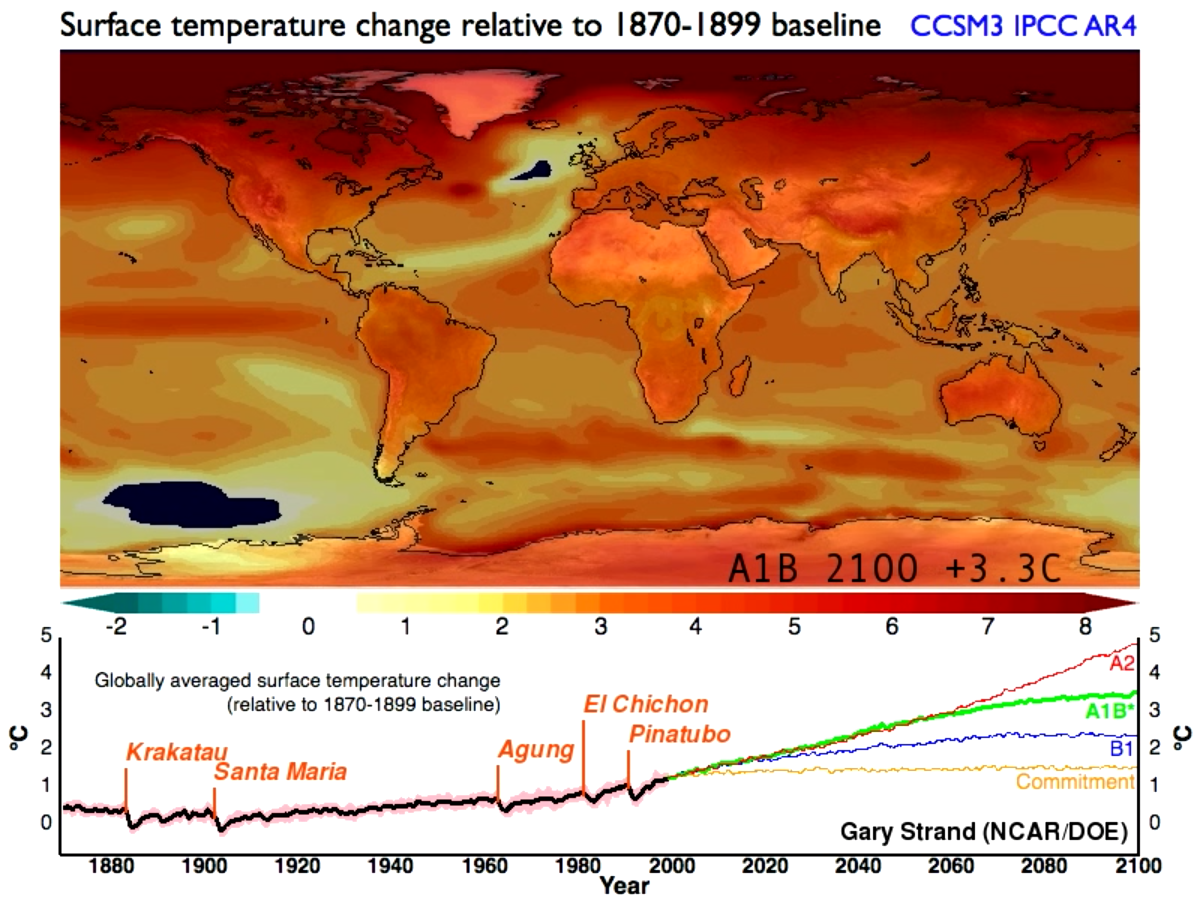 Surface temperature change relative to 1870-1899 baseline CCSM3 IPCC AR4
A1B 2100 +3.3C
-2 -1 0 1 2 3 4 5 6 7 8
5 5
Globally averaged surface temperature change
(relative to 1870-1899 baseline)
A2
4 4
El Chichon
3 3
A1B*
Pinatubo
Krakatau
Agung
°C °C
2 2
B1
Santa Maria
Commitment
1 1
0 0
Gary Strand (NCAR/DOE)
1880 1900 1920 1940 1960 1980 2000 2020 2040 2060 2080 2100
Year